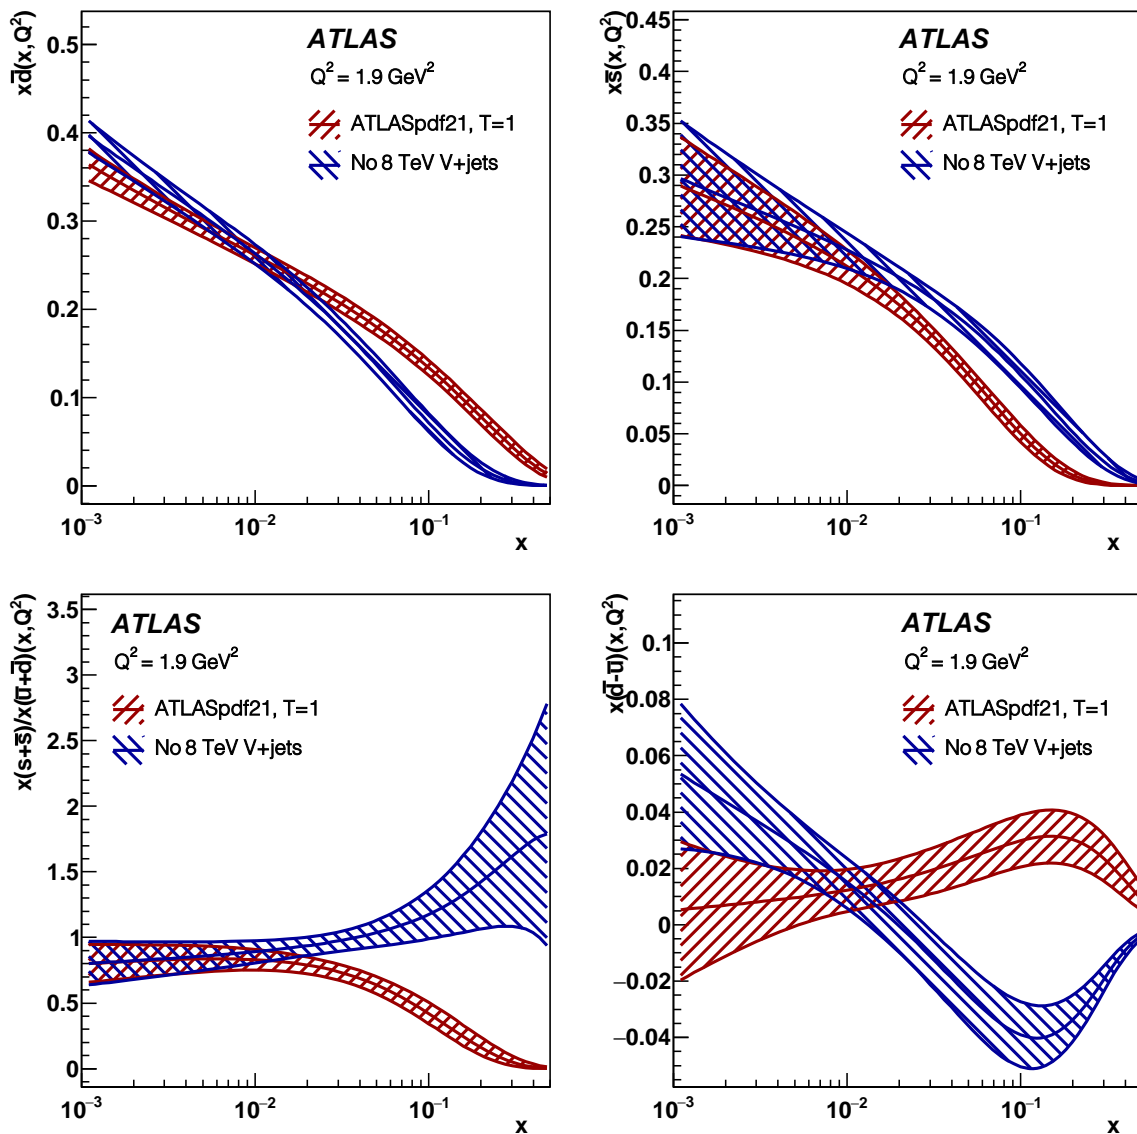 xd̅(x,Q²)
0.5
0.4
0.3
0.2
0.1
0
ATLAS
Q² = 1.9 GeV²
ATLASpdf21, T=1
No 8 TeV V+jets
10⁻³
10⁻²
10⁻¹
x
xs̅(x,Q²)
0.45
0.4
0.35
0.3
0.25
0.2
0.15
0.1
0.05
0
ATLAS
Q² = 1.9 GeV²
ATLASpdf21, T=1
No 8 TeV V+jets
10⁻³
10⁻²
10⁻¹
x
x(s+s̅)/x(u̅+d̅)(x,Q²)
3.5
3
2.5
2
1.5
1
0.5
0
ATLAS
Q² = 1.9 GeV²
ATLASpdf21, T=1
No 8 TeV V+jets
10⁻³
10⁻²
10⁻¹
x
x(d̅-u̅)(x,Q²)
0.1
0.08
0.06
0.04
0.02
0
−0.02
−0.04
ATLAS
Q² = 1.9 GeV²
ATLASpdf21, T=1
No 8 TeV V+jets
10⁻³
10⁻²
10⁻¹
x